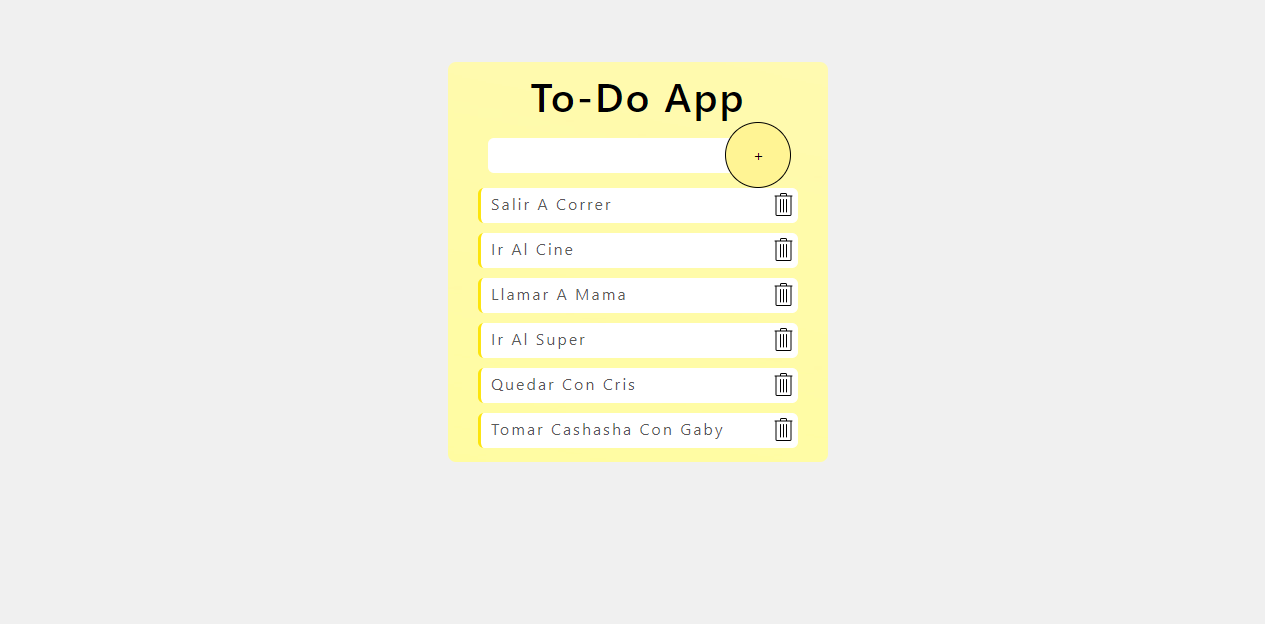 To-Do App
+
Salir A Correr
Ir Al Cine
Llamar A Mama
Ir Al Super
Quedar Con Cris
Tomar Cashasha Con Gaby